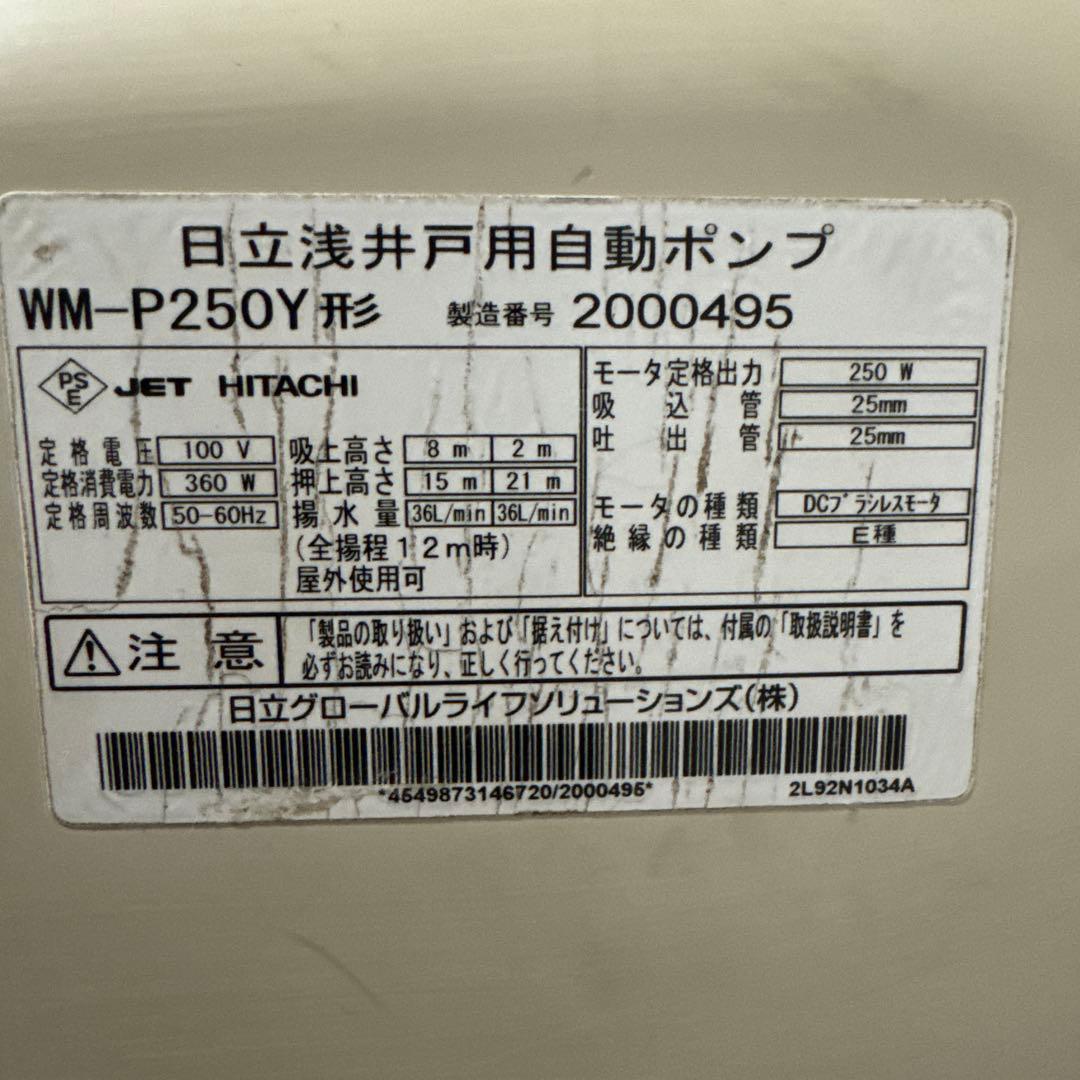 日立浅井戸用自動ポンプ
WM-P250Y形 製造番号 2000495
PSE JET HITACHI
定格電圧 100 V
定格消費電力 360 W
定格周波数 50-60Hz
吸上高さ 8 m 2 m
押上高さ 15 m 21 m
揚水量 36L/min 36L/min
(全揚程12m時)
屋外使用可
モータ定格出力 250 W
吸込管 25mm
吐出管 25mm
モータの種類 DCブラシレスモータ
絶縁の種類 E種
注意
「製品の取り扱い」および「据え付け」については、付属の「取扱説明書」を
必ずお読みになり、正しく行ってください。
日立グローバルライフソリューションズ(株)
*4549873146720/2000495*
2L92N1034A